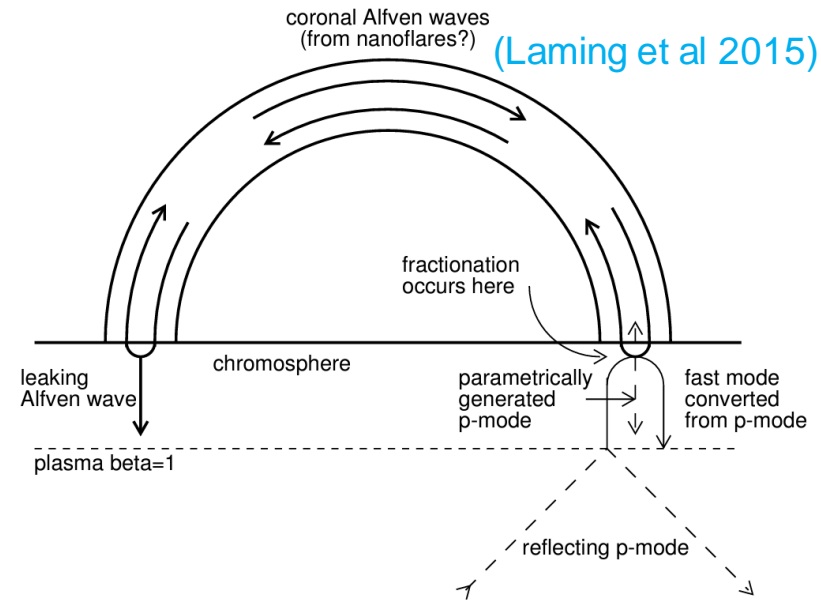 coronal Alfven waves
(from nanoflares?)
(Laming et al 2015)
fractionation
occurs here
chromosphere
leaking
Alfven wave
parametrically
generated
p-mode
fast mode
converted
from p-mode
plasma beta=1
reflecting p-mode